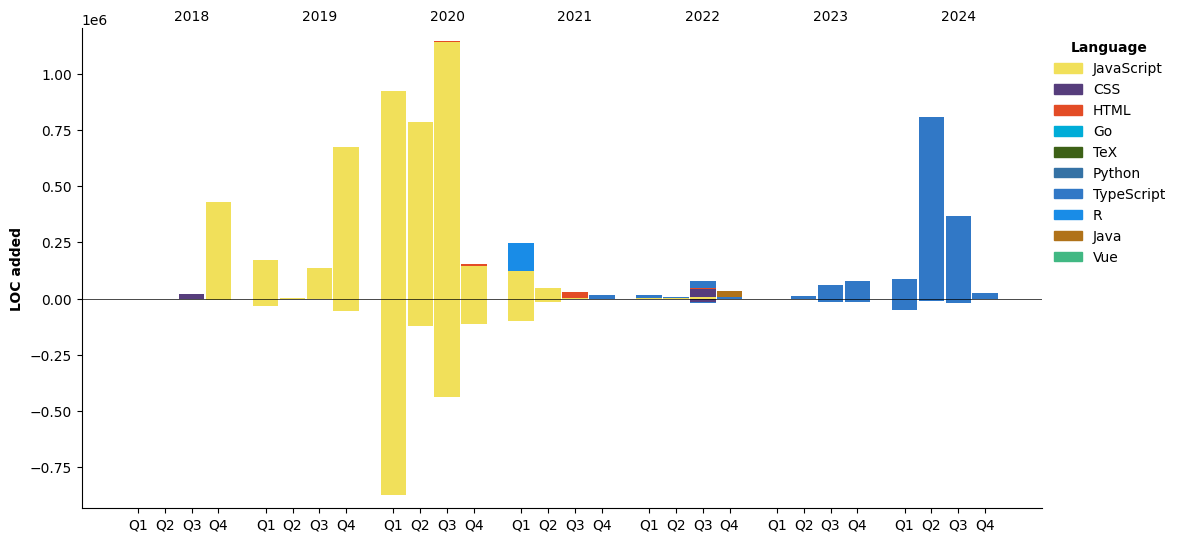 2018 2019 2020 2021 2022 2023 2024
1e6
Language
JavaScript
CSS
HTML
Go
TeX
Python
TypeScript
R
Java
Vue
LOC added
1.00
0.75
0.50
0.25
0.00
−0.25
−0.50
−0.75
Q1 Q2 Q3 Q4 Q1 Q2 Q3 Q4 Q1 Q2 Q3 Q4 Q1 Q2 Q3 Q4 Q1 Q2 Q3 Q4 Q1 Q2 Q3 Q4 Q1 Q2 Q3 Q4